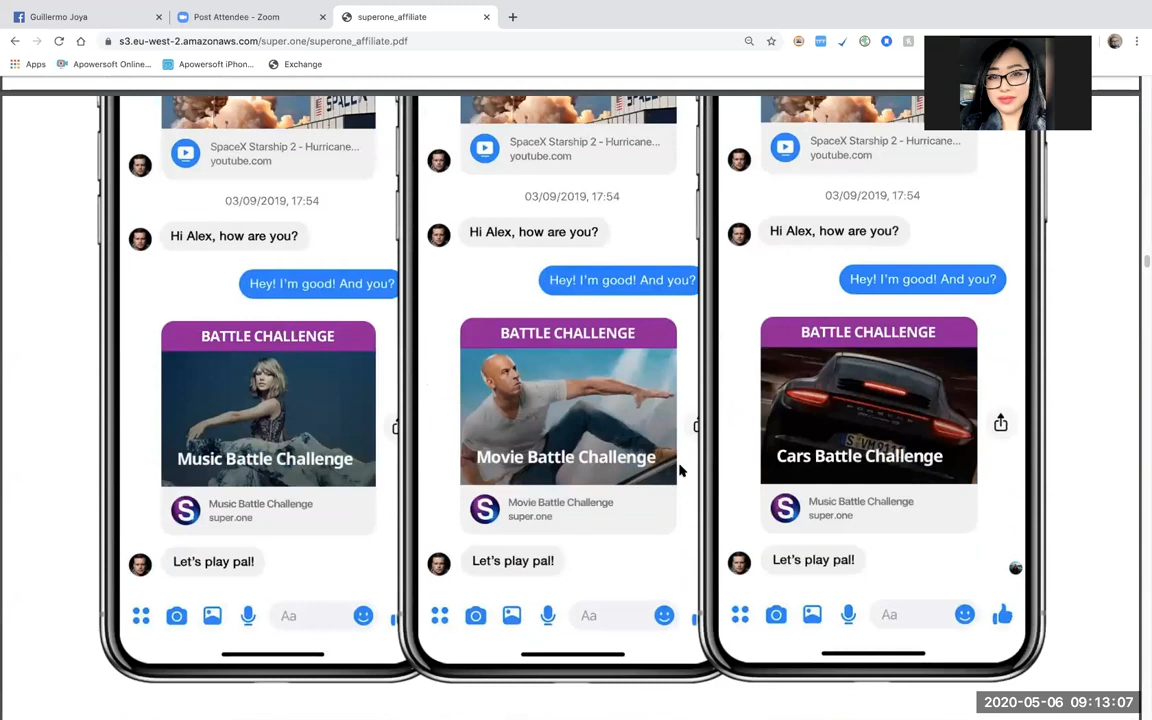 Guillermo Joya
Post Attendee - Zoom
superone_affiliate
s3.eu-west-2.amazonaws.com/super.one/superone_affiliate.pdf
Apps
Apowersoft Online...
Apowersoft iPhon...
Exchange
SPACEX
SpaceX Starship 2 - Hurricane...
youtube.com
03/09/2019, 17:54
Hi Alex, how are you?
Hey! I'm good! And you?
BATTLE CHALLENGE
Music Battle Challenge
Music Battle Challenge
super.one
Let's play pal!
Aa
SPACEX
SpaceX Starship 2 - Hurricane...
youtube.com
03/09/2019, 17:54
Hi Alex, how are you?
Hey! I'm good! And you?
BATTLE CHALLENGE
Movie Battle Challenge
Movie Battle Challenge
super.one
Let's play pal!
Aa
SpaceX Starship 2 - Hurricane...
youtube.com
03/09/2019, 17:54
Hi Alex, how are you?
Hey! I'm good! And you?
BATTLE CHALLENGE
PORSCHE
Cars Battle Challenge
Music Battle Challenge
super.one
Let's play pal!
Aa
2020-05-06 09:13:07